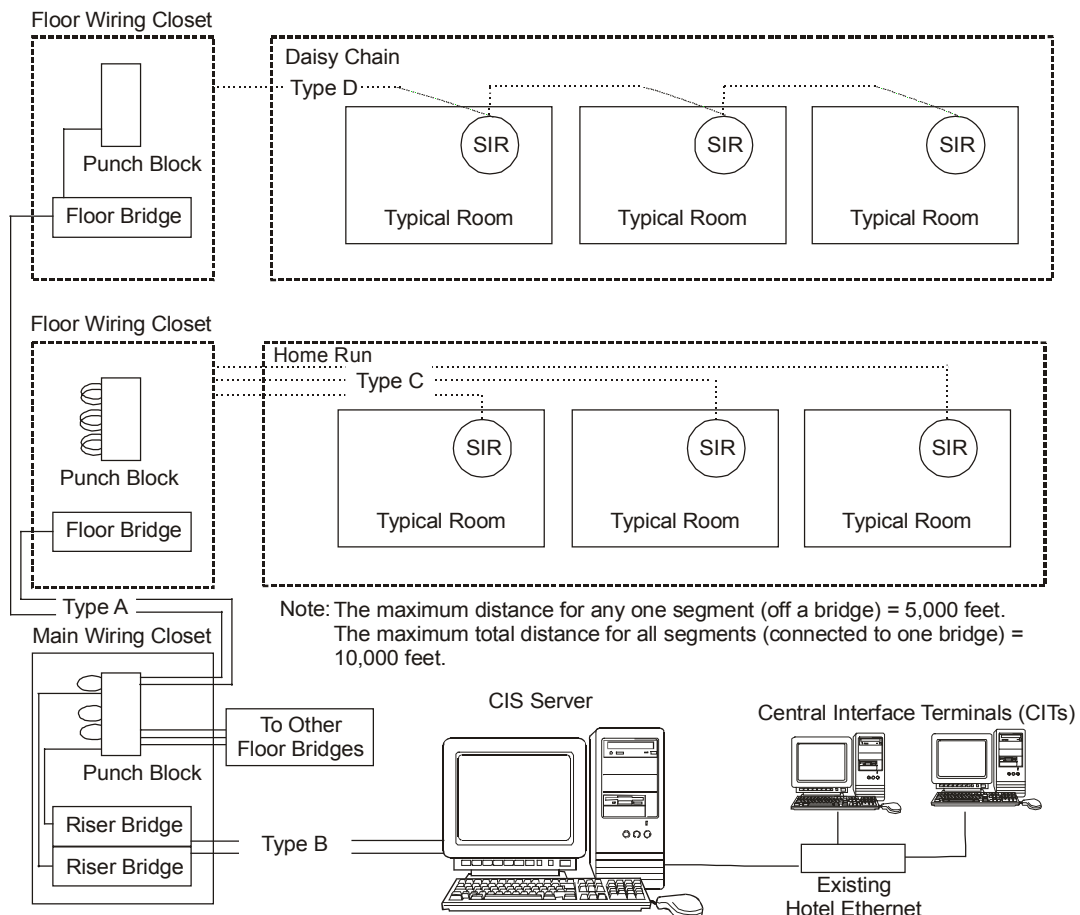 Floor Wiring Closet
Daisy Chain
Type D
SIR
SIR
SIR
Punch Block
Floor Bridge
Typical Room
Typical Room
Typical Room
Floor Wiring Closet
Home Run
Type C
SIR
SIR
SIR
Punch Block
Floor Bridge
Typical Room
Typical Room
Typical Room
Type A
Note: The maximum distance for any one segment (off a bridge) = 5,000 feet.
The maximum total distance for all segments (connected to one bridge) =
10,000 feet.
Main Wiring Closet
CIS Server
Central Interface Terminals (CITs)
To Other
Floor Bridges
Punch Block
Riser Bridge
Type B
Riser Bridge
Existing
Hotel Ethernet